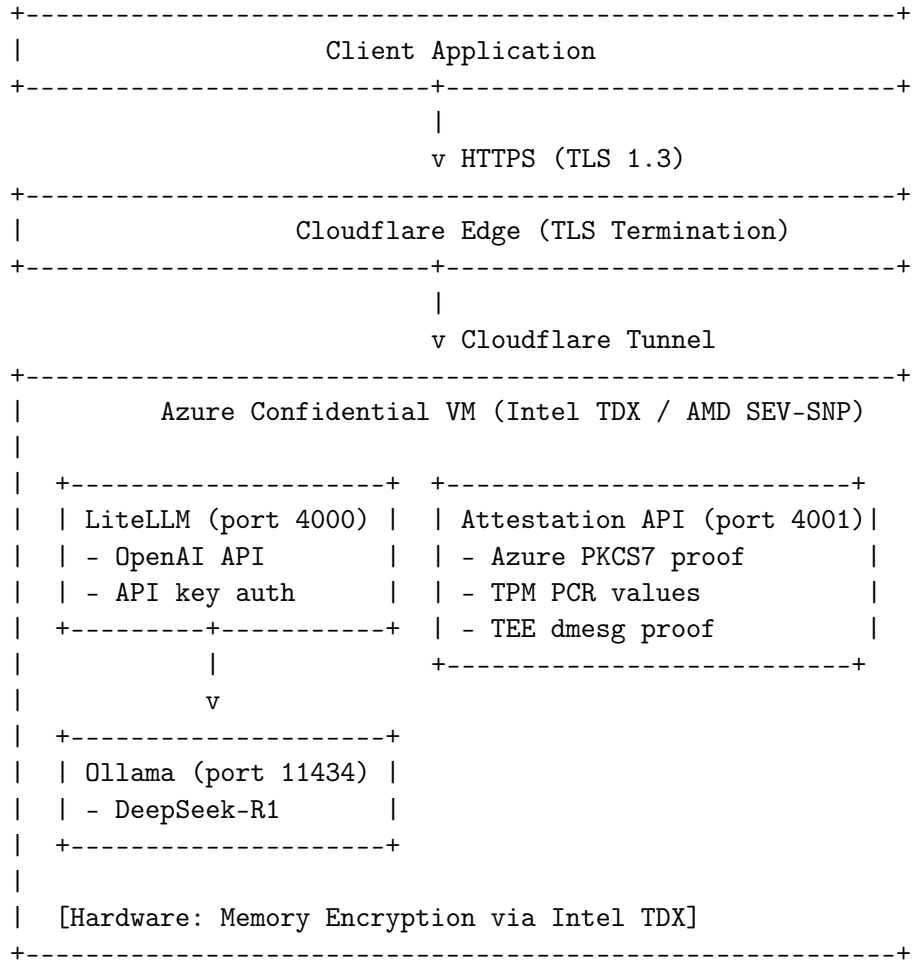 +-----------------------------------------------------------+
|                    Client Application
+---------------------------+------------------------------+
                            |
                            v HTTPS (TLS 1.3)
+-----------------------------------------------------------+
|                  Cloudflare Edge (TLS Termination)
+---------------------------+------------------------------+
                            |
                            v Cloudflare Tunnel
+-----------------------------------------------------------+
|         Azure Confidential VM (Intel TDX / AMD SEV-SNP)
|
|  +---------------------+  +---------------------------+
|  | LiteLLM (port 4000) |  | Attestation API (port 4001)|
|  | - OpenAI API        |  | - Azure PKCS7 proof        |
|  | - API key auth      |  | - TPM PCR values           |
|  +---------+-----------+  | - TEE dmesg proof          |
|            |              +---------------------------+
|            v
|  +---------------------+
|  | Ollama (port 11434) |
|  | - DeepSeek-R1       |
|  +---------------------+
|
|  [Hardware: Memory Encryption via Intel TDX]
+-----------------------------------------------------------+